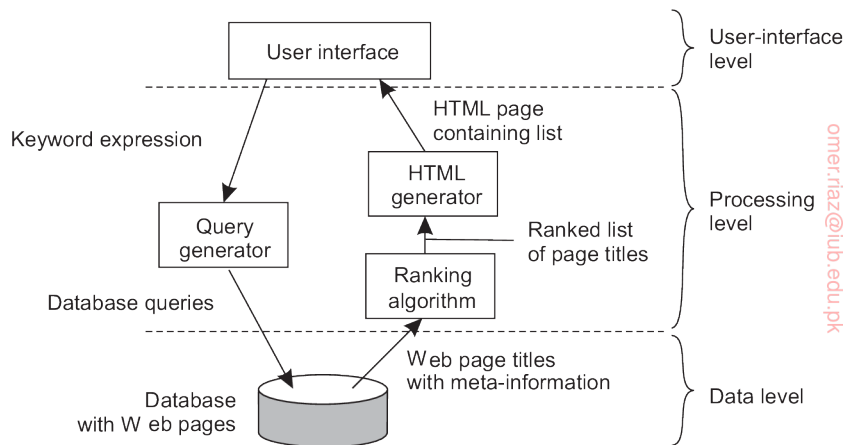 User interface
User-interface
level
Keyword expression
HTML page
containing list
HTML
generator
Query
generator
Ranked list
of page titles
Processing
level
Ranking
algorithm
Database queries
Web page titles
with meta-information
Database
with Web pages
Data level
omer.riaz@iub.edu.pk